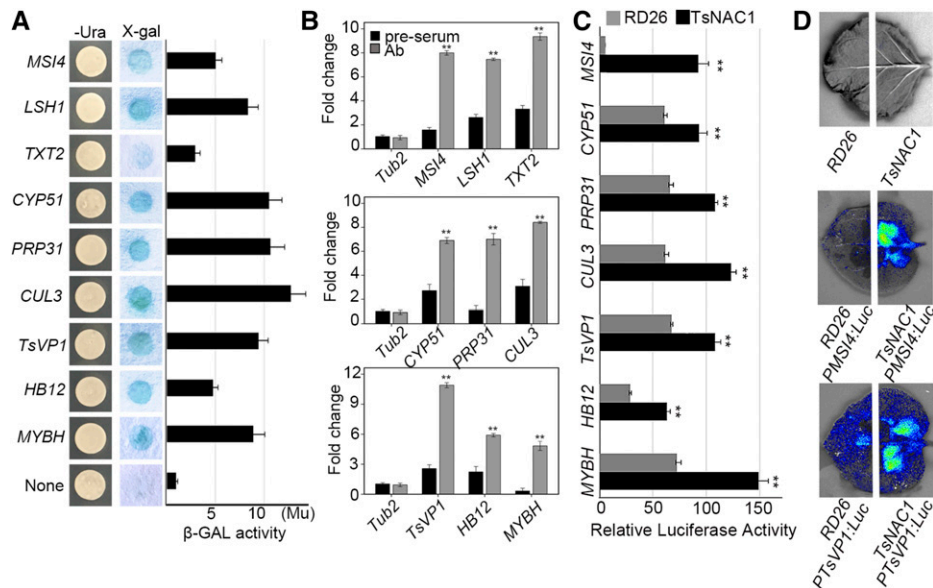 A
-Ura X-gal
MSI4
LSH1
TXT2
CYP51
PRP31
CUL3
TsVP1
HB12
MYBH
None
0 5 10 (Mu)
β-GAL activity
B
pre-serum
Ab
Fold change
10
8
6
4
2
0
** ** **
Tub2 MSI4 LSH1 TXT2
Fold change
10
8
6
4
2
0
** ** **
Tub2 CYP51 PRP31 CUL3
Fold change
12
9
6
3
0
** ** **
Tub2 TsVP1 HB12 MYBH
C
RD26 TsNAC1
MSI4 **
CYP51 **
PRP31 **
CUL3 **
TsVP1 **
HB12 **
MYBH **
0 50 100 150
Relative Luciferase Activity
D
RD26
TsNAC1
RD26
PMSI4:Luc
TsNAC1
PMSI4:Luc
RD26
PTsVP1:Luc
TsNAC1
PTsVP1:Luc